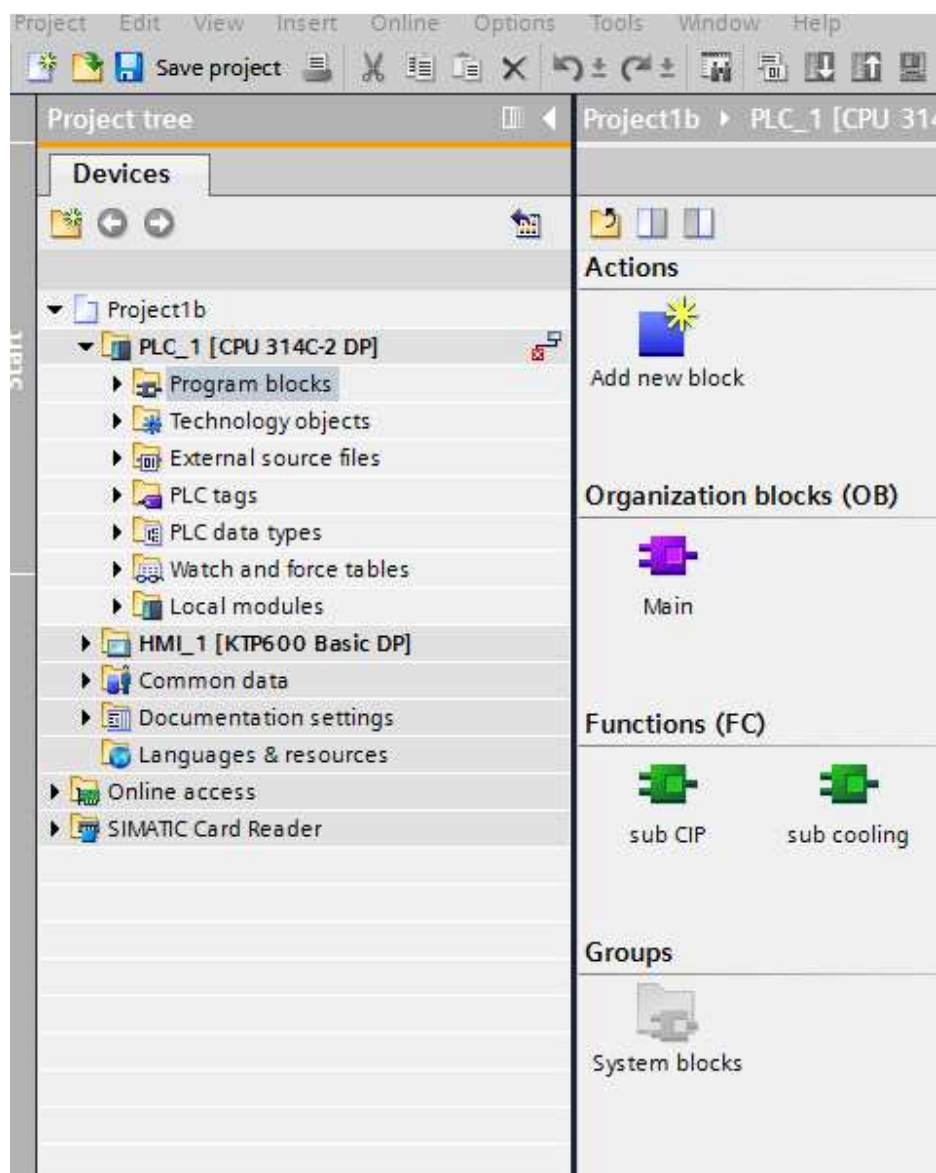 Project Edit View Insert Online Options Tools Window Help
Save project
Project tree
Project1b PLC_1 [CPU 314
Devices
Start
Actions
Project1b
PLC_1 [CPU 314C-2 DP]
Program blocks
Add new block
Technology objects
External source files
PLC tags
Organization blocks (OB)
PLC data types
Watch and force tables
Local modules
Main
HMI_1 [KTP600 Basic DP]
Common data
Documentation settings
Functions (FC)
Languages & resources
Online access
SIMATIC Card Reader
sub CIP sub cooling
Groups
System blocks